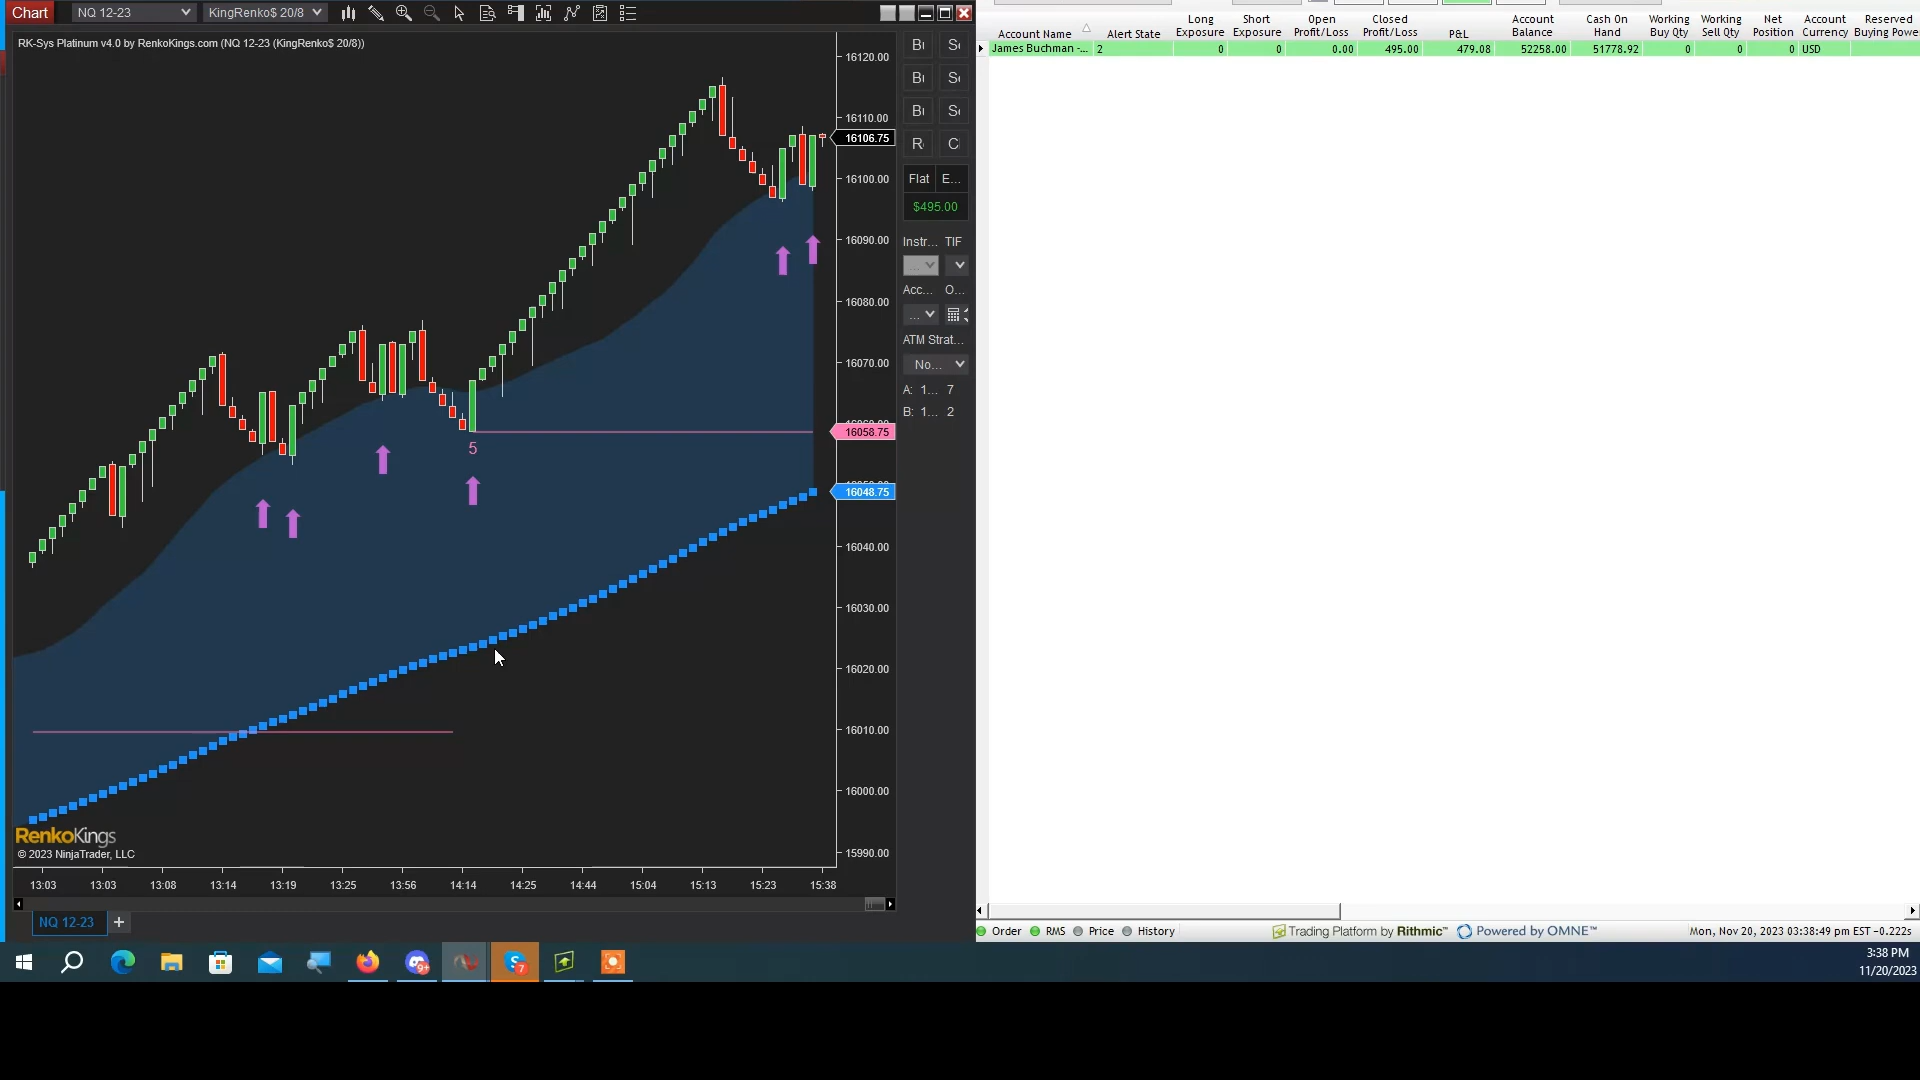 Chart NQ 12-23 KingRenko$ 20/8
RK-Sys Platinum v4.0 by RenkoKings.com (NQ 12-23 (KingRenko$ 20/8))
16120.00
16110.00
16106.75
16100.00
16090.00
16080.00
16070.00
16058.75
5
16048.75
16040.00
16030.00
16020.00
16010.00
16000.00
15990.00
RenkoKings
© 2023 NinjaTrader, LLC
13:03 13:03 13:08 13:14 13:19 13:25 13:56 14:14 14:25 14:44 15:04 15:13 15:23 15:38
NQ 12-23 +
Flat E...
$495.00
Instr... TIF
...
Acc... O...
...
ATM Strat...
No...
A: 1... 7
B: 1... 2
Account Name Alert State Long Exposure Short Exposure Open Profit/Loss Closed Profit/Loss P&L Account Balance Cash On Hand Working Buy Qty Working Sell Qty Net Position Account Currency Reserved Buying Powe
James Buchman -... 2 0 0 0.00 495.00 479.08 52258.00 51778.92 0 0 0 USD
Order RMS Price History Trading Platform by Rithmic™ Powered by OMNE™ Mon, Nov 20, 2023 03:38:49 pm EST -0.222s
9+
7
3:38 PM
11/20/2023